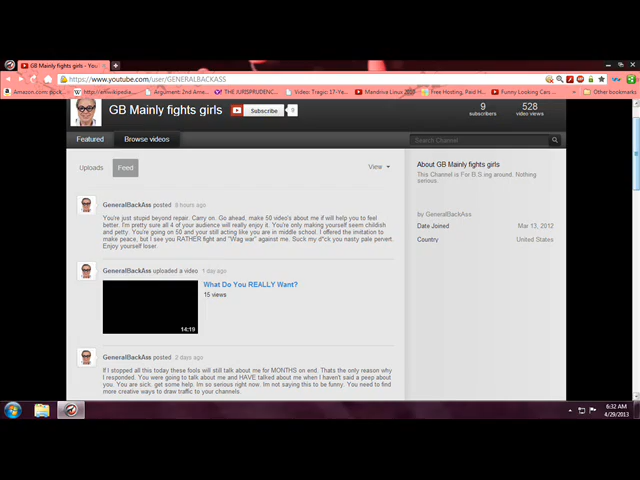 GB Mainly fights girls - You
https://www.youtube.com/user/GENERALBACKASS
Argument: 2nd Ame... THE JURISPRUDENC... Video: Tragic 17-Ye... Mandriva Linux Free Hosting, Paid H... Funny Looking Cars ... » Other bookmarks
GB Mainly fights girls Subscribe 9 528
subscribers video views
Featured Browse videos Search Channel
Uploads Feed View
About GB Mainly fights girls
This Channel is For B.S.ing around. Nothing
serious.
by GeneralBackAss
Date Joined Mar 13, 2012
Country United States
GeneralBackAss posted 8 hours ago
You're just stupid beyond repair. Carry on. Go ahead, make 50 video's about me if will help you to feel
better. I'm pretty sure all 4 of your audience will really enjoy it. You're only making yourself seem childish
and petty. You're going on 50 and your still acting like you are in middle school. I offered the invitation to
make peace, but I see you RATHER fight and "Wag war" against me. Suck my d*ck you nasty pale pervert.
Enjoy yourself loser.
GeneralBackAss uploaded a video 1 day ago
What Do You REALLY Want?
15 views
14:19
GeneralBackAss posted 2 days ago
If I stopped all this today these fools will still talk about me for MONTHS on end. Thats the only reason why
I responded. You were going to talk about me and HAVE talked about me when I haven't said a peep about
you. You are sick. get some help. Im so serious right now. Im not saying this to be funny. You need to find
more creatively ways to draw traffic to your channels.
6:32 AM
4/29/2013